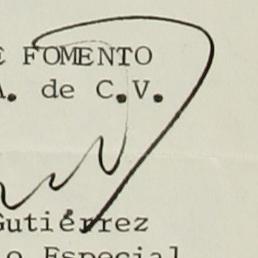 E FOMENTO
A. de C.V.
Gutiérrez
o Especial